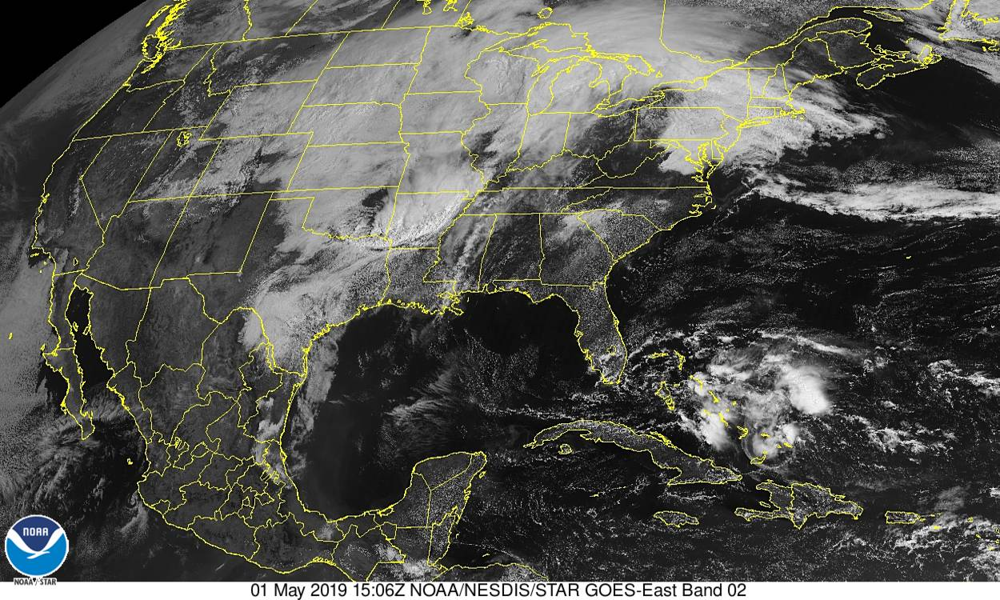 NOAA
NOAA / STAR
01 May 2019 15:06Z NOAA/NESDIS/STAR GOES-East Band 02